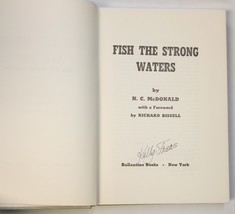 FISH THE STRONG
WATERS
by
N. C. McDONALD
with a Foreword
by RICHARD BISSELL
Ballantine Books • New York